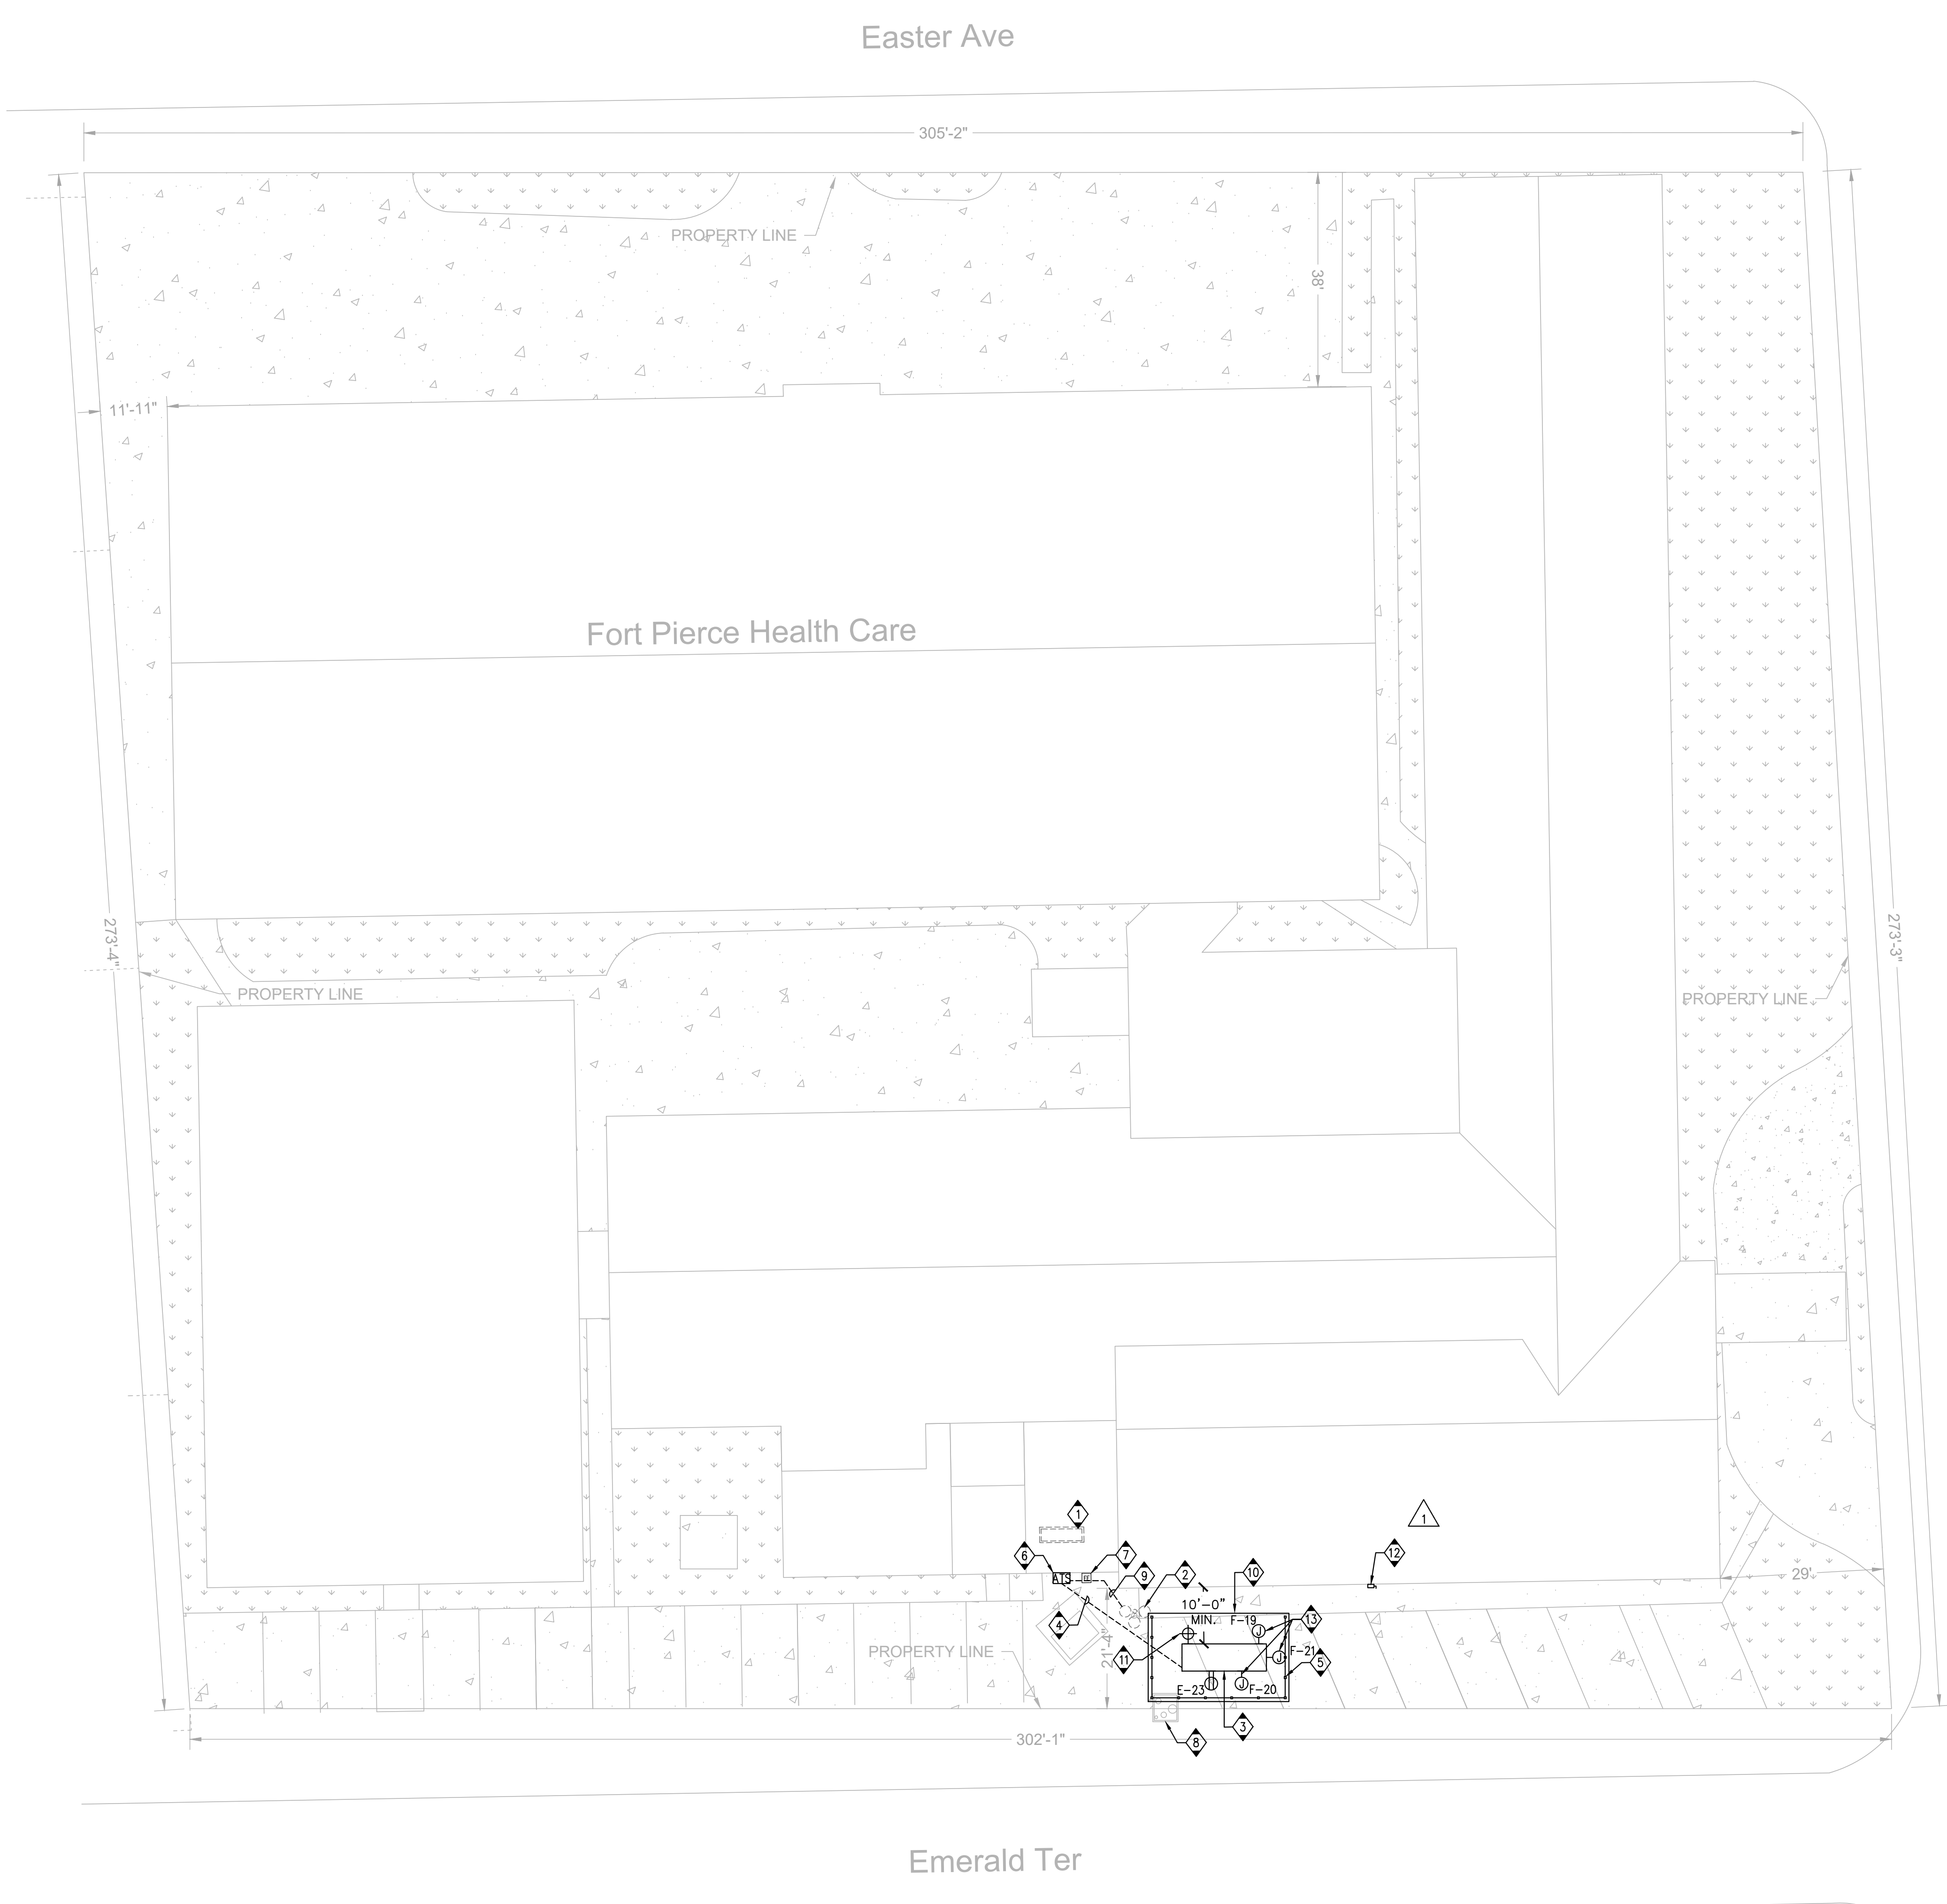 Easter Ave
305'-2"
PROPERTY LINE
38'
11'-11"
Fort Pierce Health Care
273'-4"
273'-3"
PROPERTY LINE
PROPERTY LINE
1
1
12
6
7
ATS
E
9
2
10
29'
10'-0"
MIN.
F-19
13
4
21'-4"
PROPERTY LINE
J
F-21
11
J
5
E-23
J
F-20
3
8
302'-1"
Emerald Ter